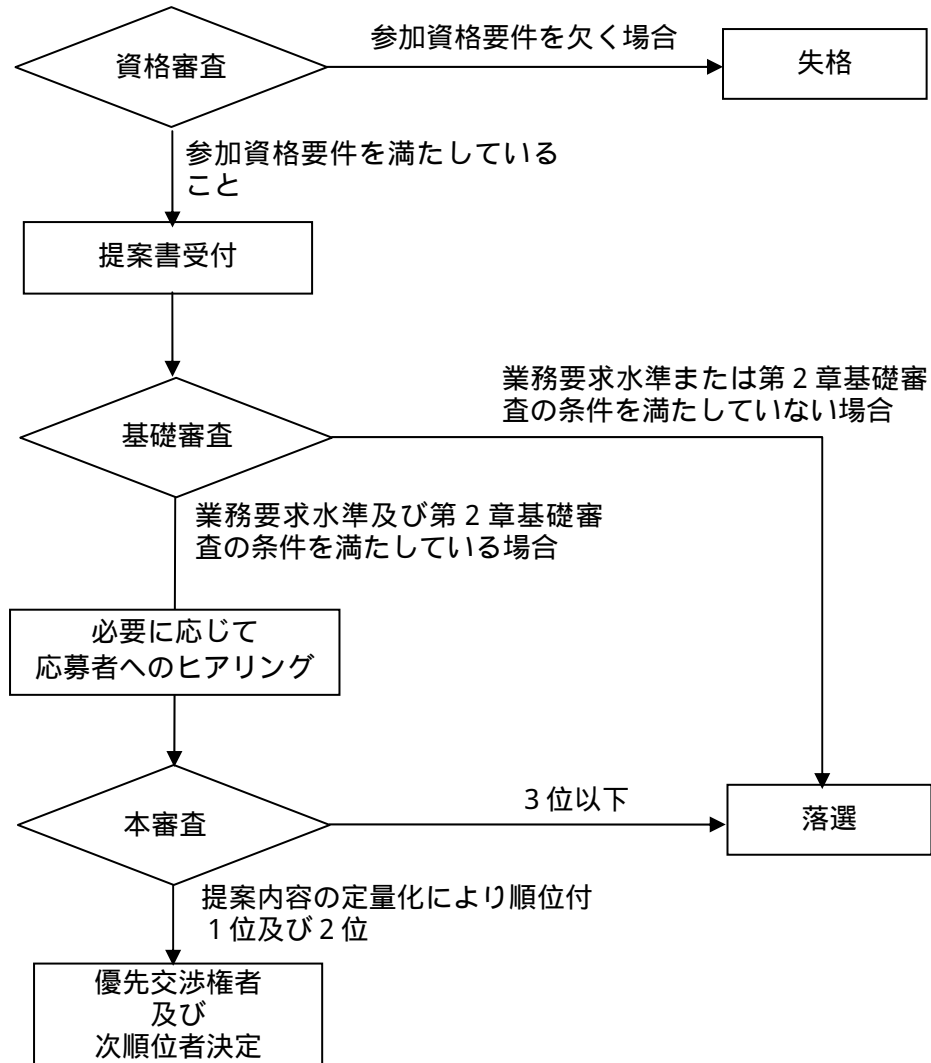 資格審査
参加資格要件を欠く場合
失格
参加資格要件を満たしている
こと
提案書受付
業務要求水準または第2章基礎審
査の条件を満たしていない場合
基礎審査
業務要求水準及び第2章基礎審
査の条件を満たしている場合
必要に応じて
応募者へのヒアリング
本審査
3位以下
落選
提案内容の定量化により順位付
1位及び2位
優先交渉権者
及び
次順位者決定